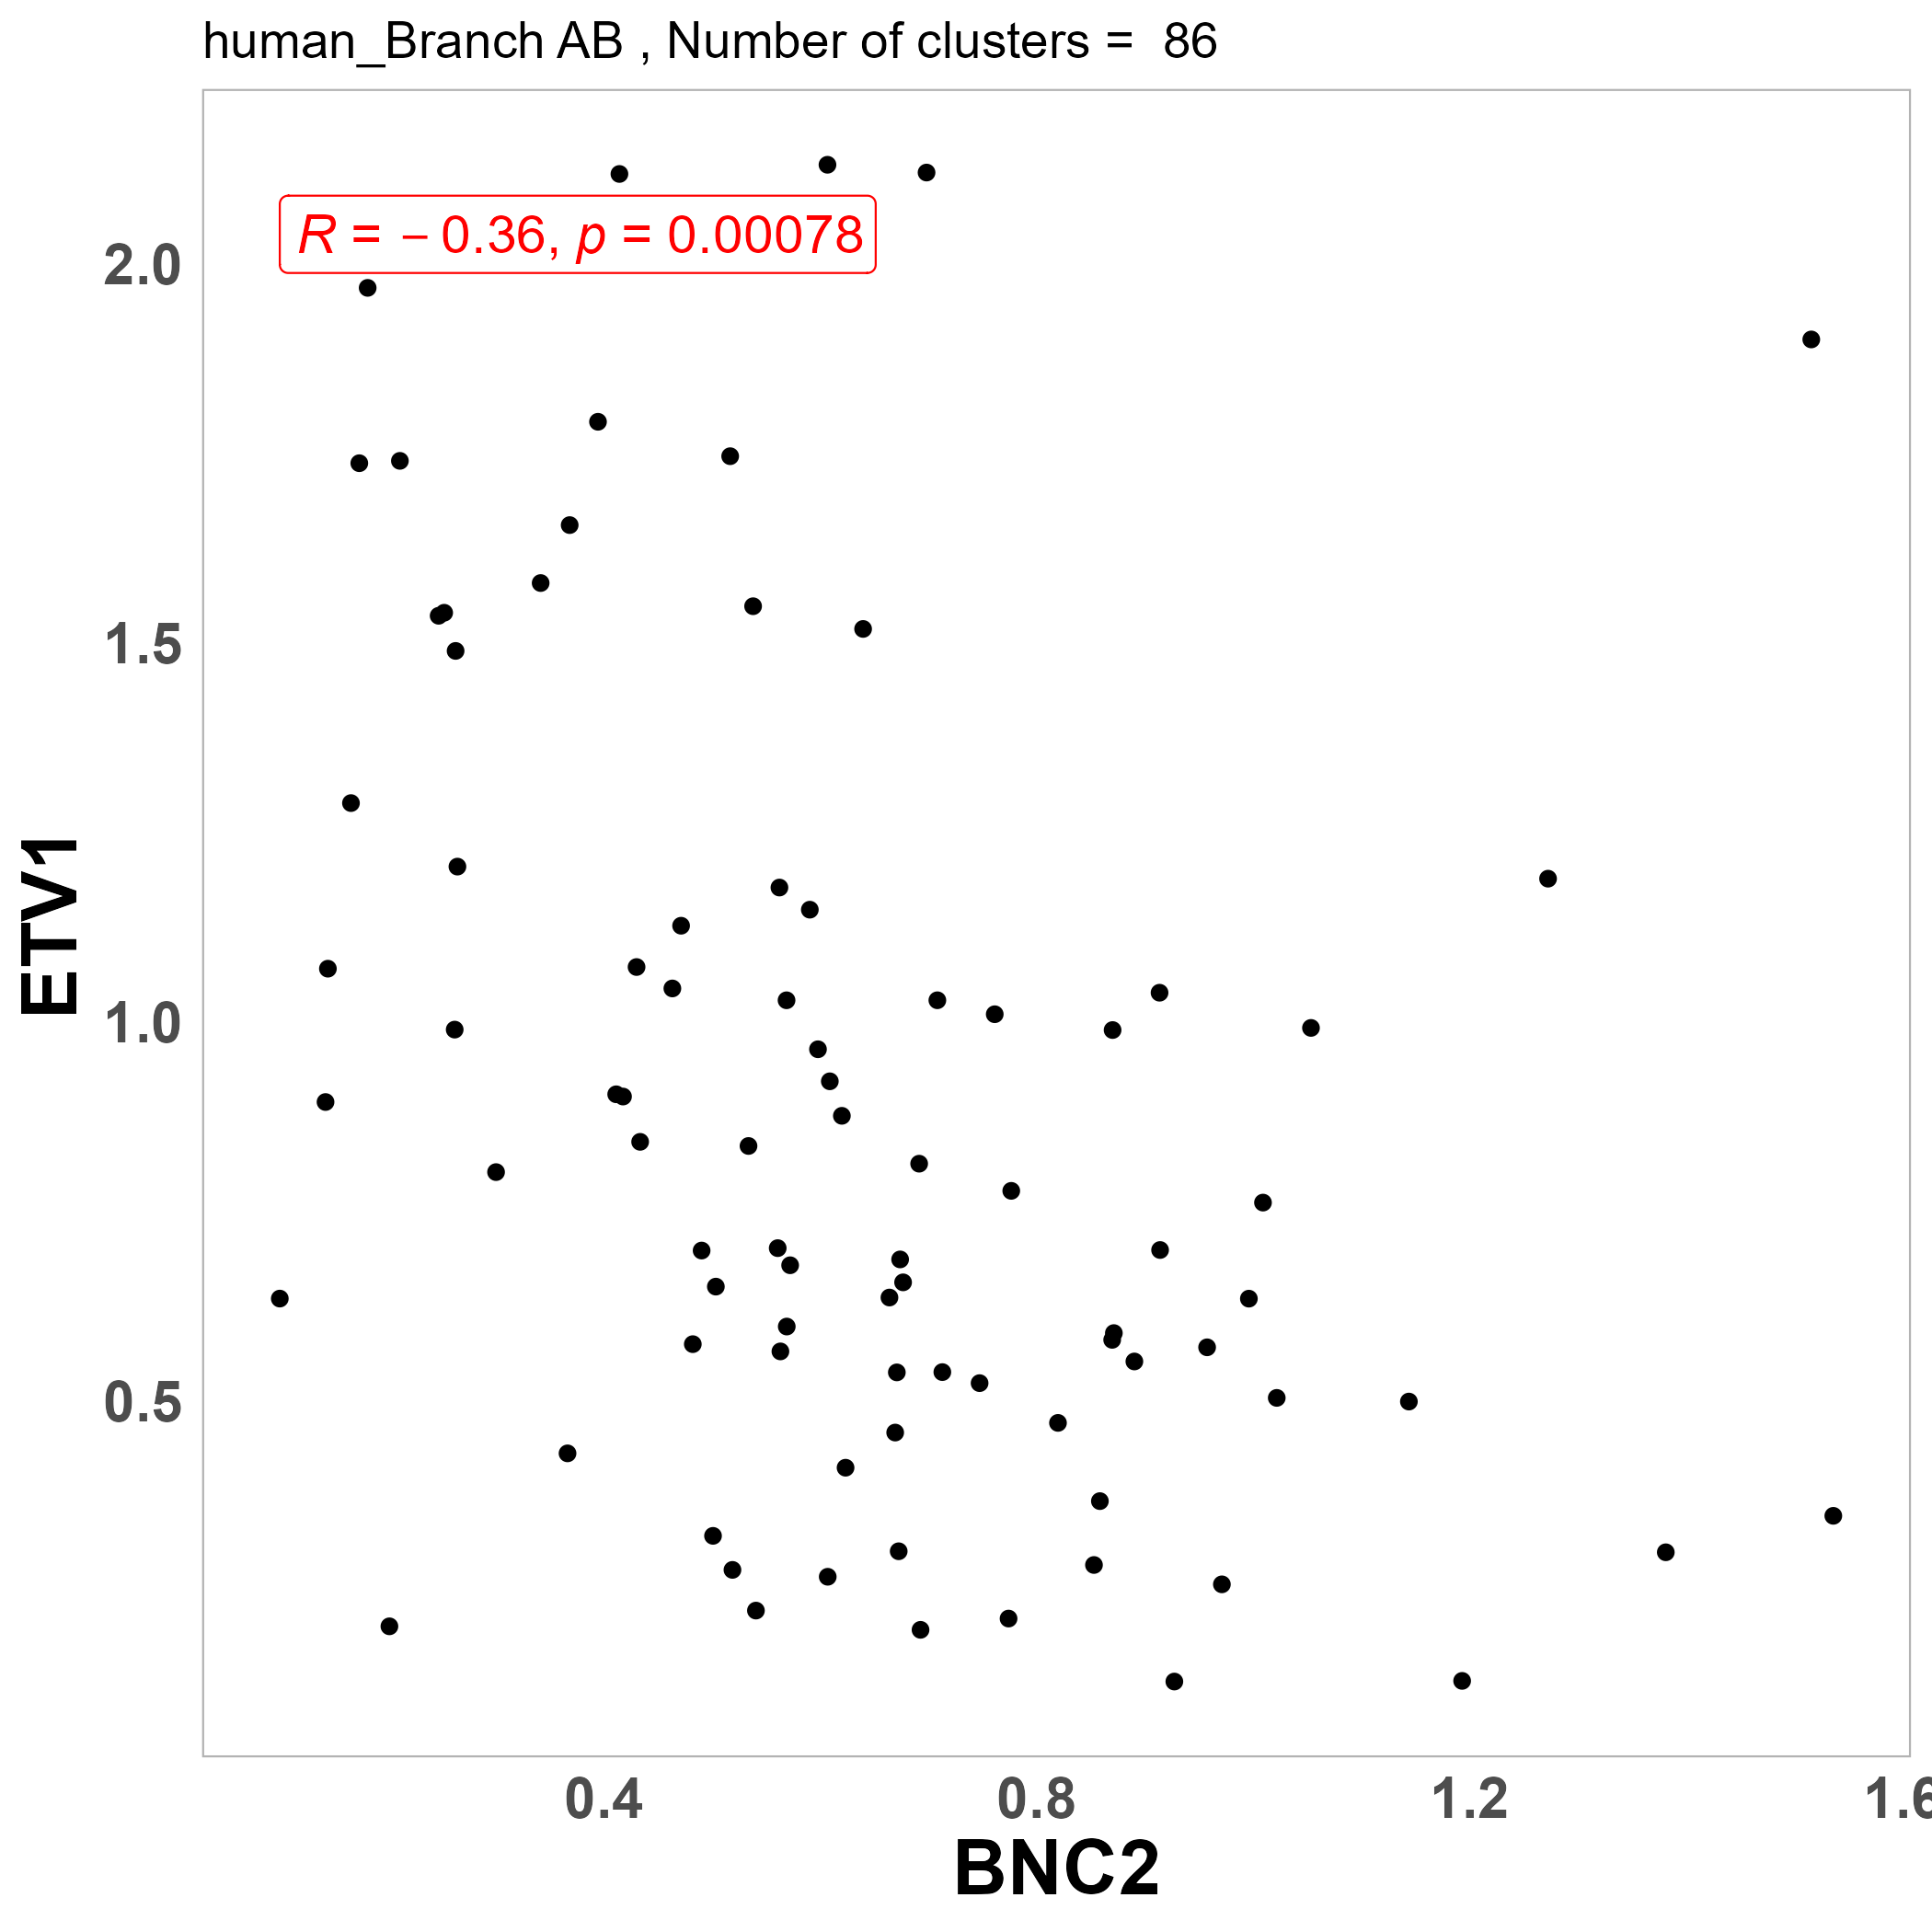 human_Branch AB , Number of clusters =  86
R = − 0.36, p = 0.00078
2.0
1.5
1.0
0.5
ETV1
0.4 0.8 1.2 1.6
BNC2